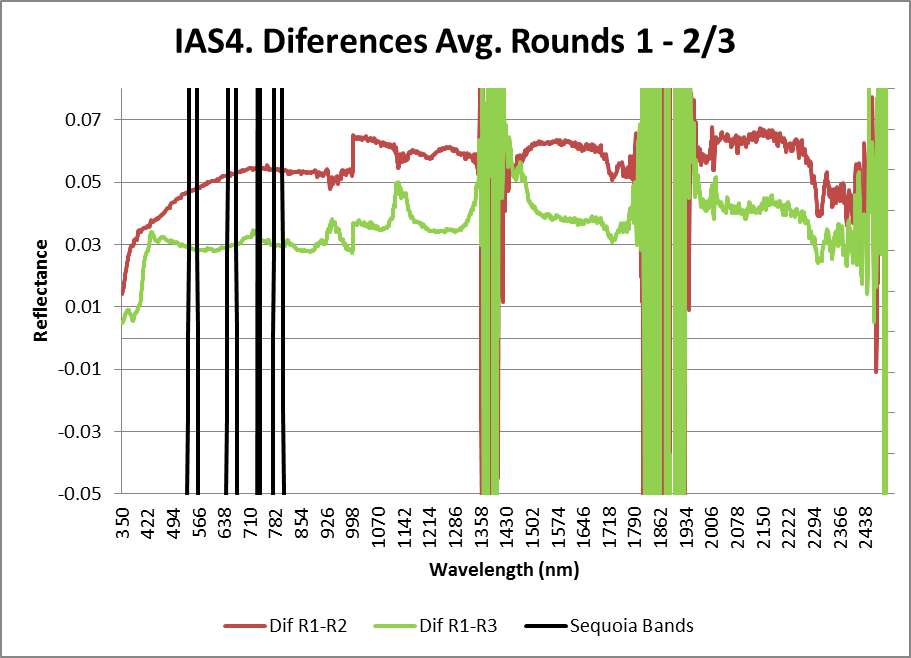 IAS4. Diferences Avg. Rounds 1 - 2/3
0.07
0.05
0.03
0.01
-0.01
-0.03
-0.05
Reflectance
350 422 494 566 638 710 782 854 926 998 1070 1142 1214 1286 1358 1430 1502 1574 1646 1718 1790 1862 1934 2006 2078 2150 2222 2294 2366 2438
Wavelength (nm)
Dif R1-R2 Dif R1-R3 Sequoia Bands